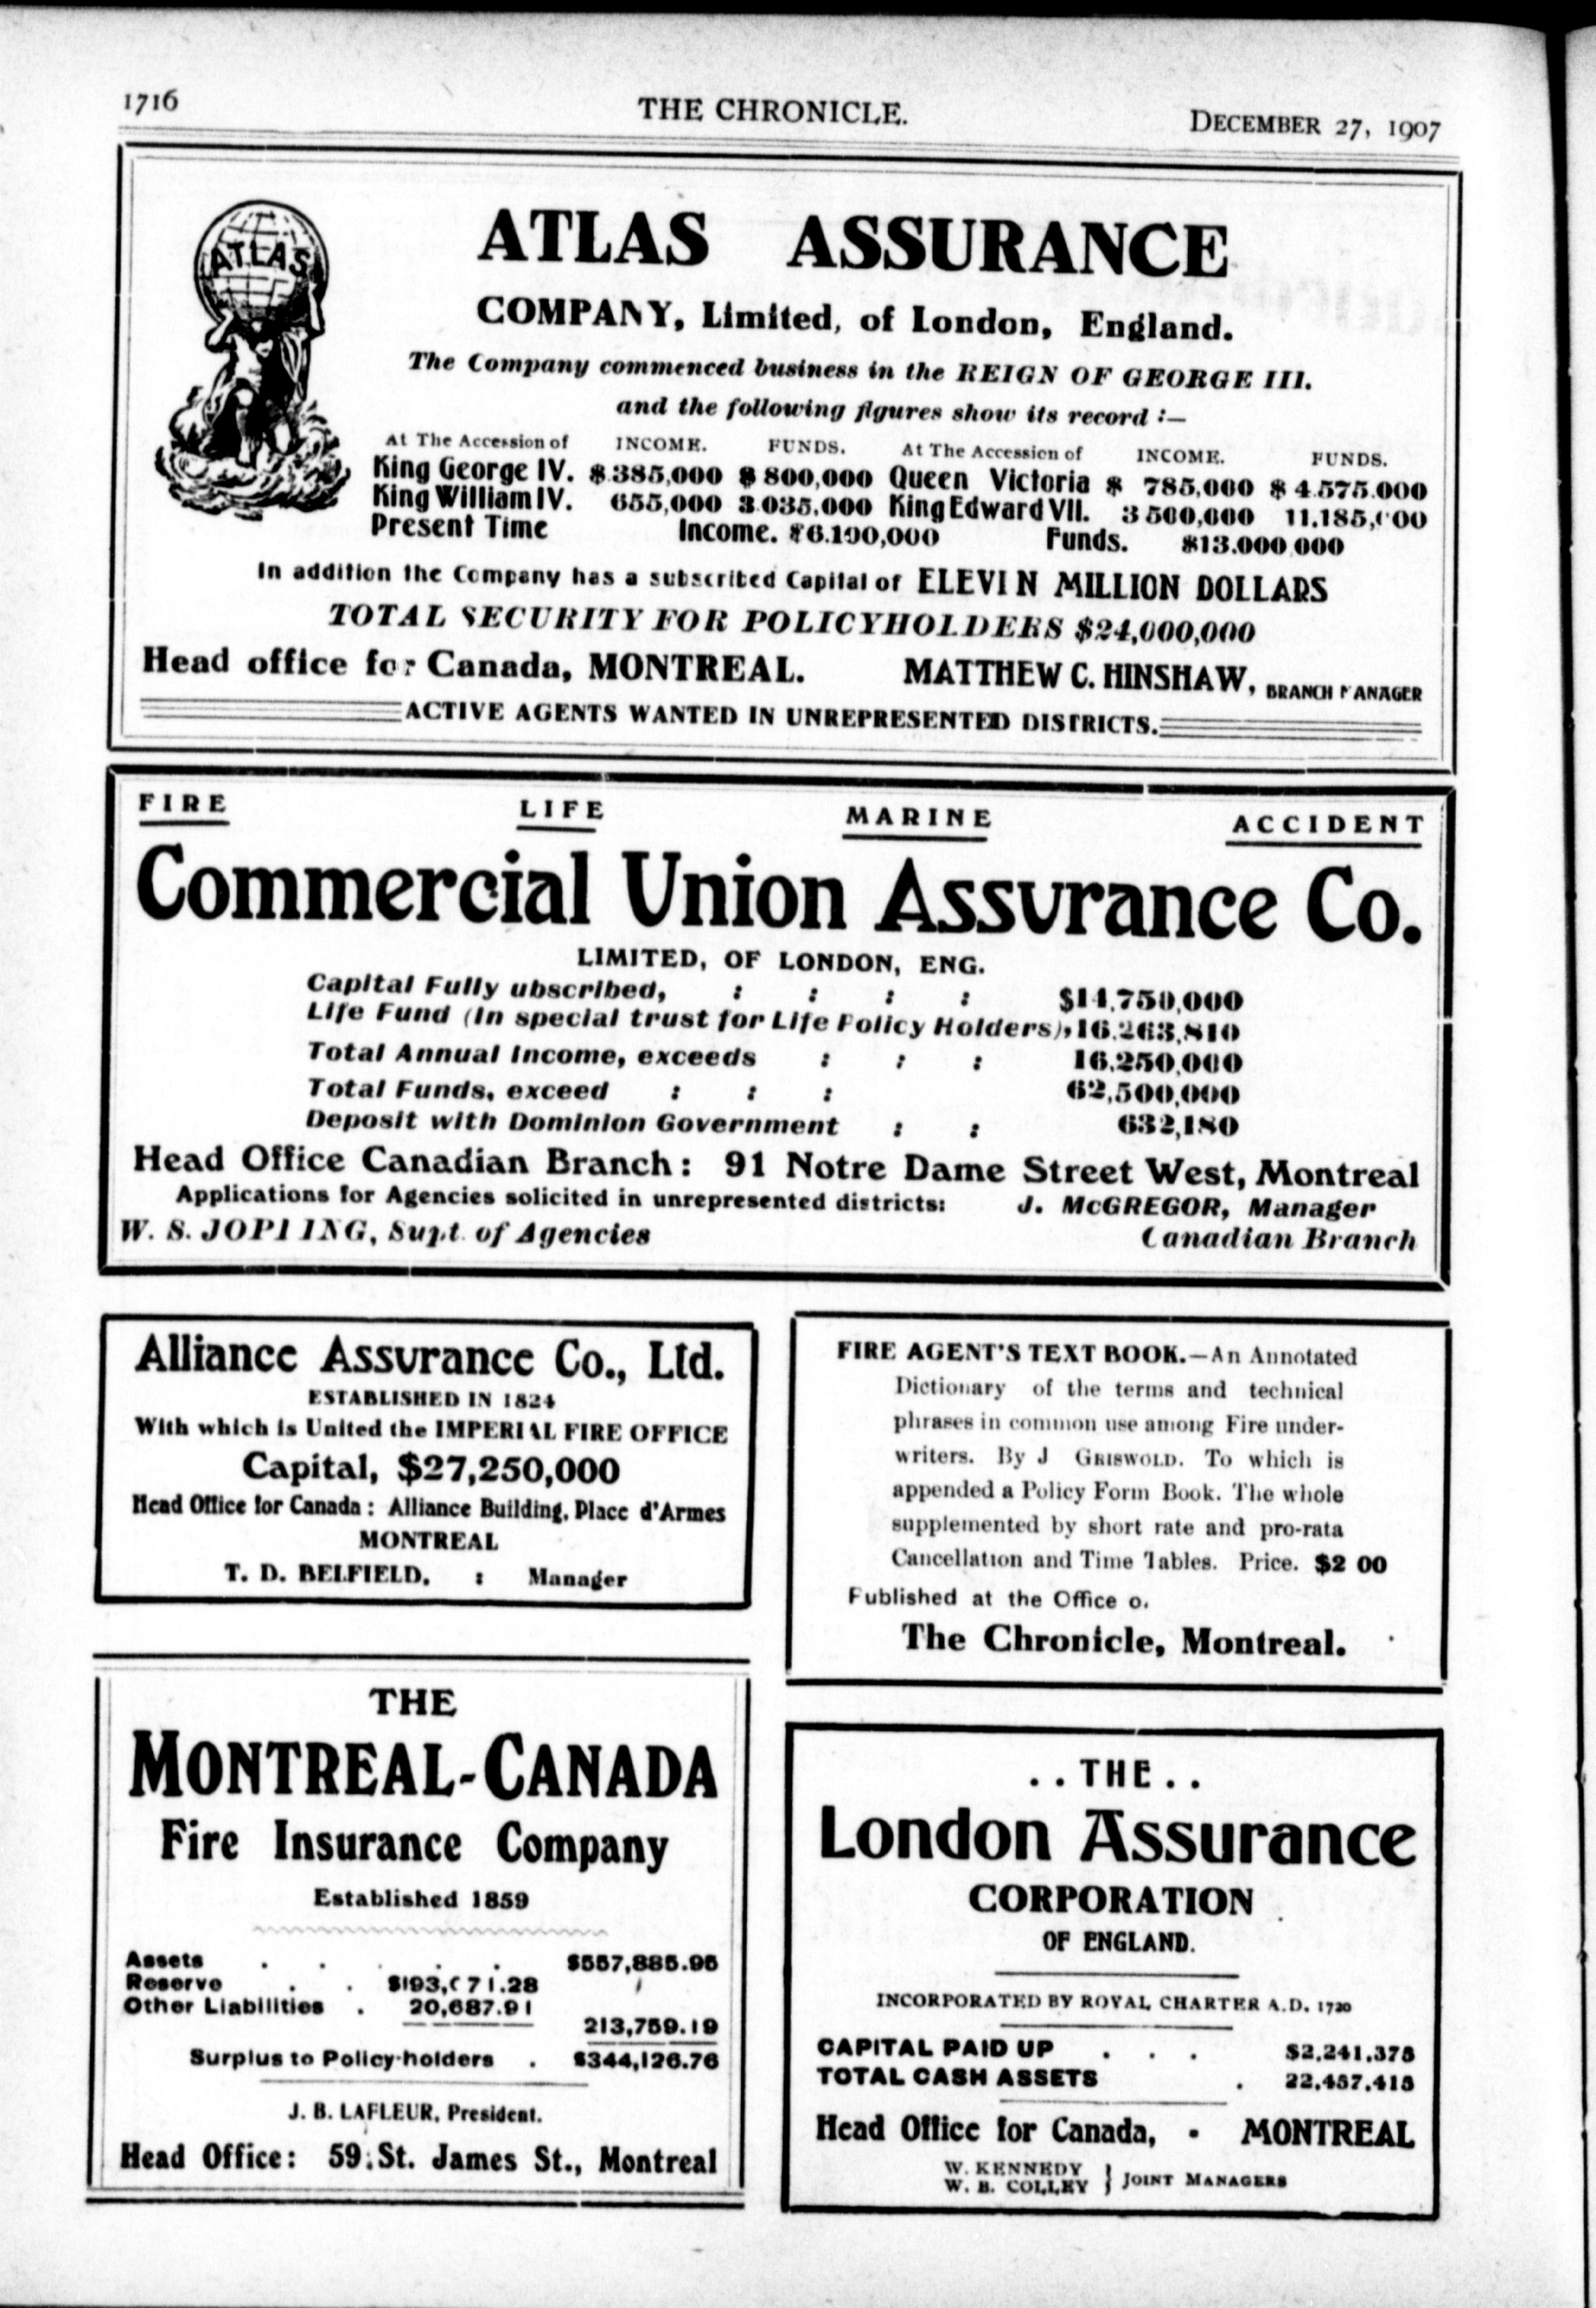 1716
THE CHRONICLE.
DECEMBER 27, 1907
ATLAS
ATLAS ASSURANCE
COMPANY, Limited, of London, England.
The Company commenced business in the REIGN OF GEORGE III.
and the following figures show its record :—
At The Accession of INCOME. FUNDS. At The Accession of INCOME. FUNDS.
King George IV. $385,000 $800,000 Queen Victoria $ 785,000 $4.575.000
King William IV. 655,000 3.035.000 King Edward VII. 3 500,000 11.185,000
Present Time Income. $6.190,000 Funds. $13.000 000
In addition the Company has a subscribed Capital of ELEVEN MILLION DOLLARS
TOTAL SECURITY FOR POLICYHOLDERS $24,000,000
Head office for Canada, MONTREAL. MATTHEW C. HINSHAW, BRANCH MANAGER
ACTIVE AGENTS WANTED IN UNREPRESENTED DISTRICTS.
FIRE LIFE MARINE ACCIDENT
Commercial Union Assurance Co.
LIMITED, OF LONDON, ENG.
Capital Fully ubscribed, : : : : $14,750,000
Life Fund (In special trust for Life Policy Holders), 16,263,810
Total Annual Income, exceeds : : : 16,250,000
Total Funds, exceed : : : 62,500,000
Deposit with Dominion Government : : 632,180
Head Office Canadian Branch: 91 Notre Dame Street West, Montreal
Applications for Agencies solicited in unrepresented districts: J. McGREGOR, Manager
W. S. JOPLING, Supt. of Agencies Canadian Branch
Alliance Assurance Co., Ltd.
ESTABLISHED IN 1824
With which is United the IMPERIAL FIRE OFFICE
Capital, $27,250,000
Head Office for Canada : Alliance Building, Place d'Armes
MONTREAL
T. D. BELFIELD, : Manager
FIRE AGENT'S TEXT BOOK.—An Annotated
Dictionary of the terms and technical
phrases in common use among Fire under-
writers. By J GRISWOLD. To which is
appended a Policy Form Book. The whole
supplemented by short rate and pro-rata
Cancellation and Time Tables. Price. $2 00
Published at the Office o.
The Chronicle, Montreal.
THE
MONTREAL-CANADA
Fire Insurance Company
Established 1859
Assets . . . . $557,885.95
Reserve . . $193,071.28
Other Liabilities . 20,687.91
213,759.19
Surplus to Policy-holders . $344,126.76
J. B. LAFLEUR, President.
Head Office: 59 St. James St., Montreal
. . THE . .
London Assurance
CORPORATION
OF ENGLAND.
INCORPORATED BY ROYAL CHARTER A.D. 1720
CAPITAL PAID UP . . . $2,241,375
TOTAL CASH ASSETS . 22,457,415
Head Office for Canada, - MONTREAL
W. KENNEDY
W. B. COLLEY } JOINT MANAGERS